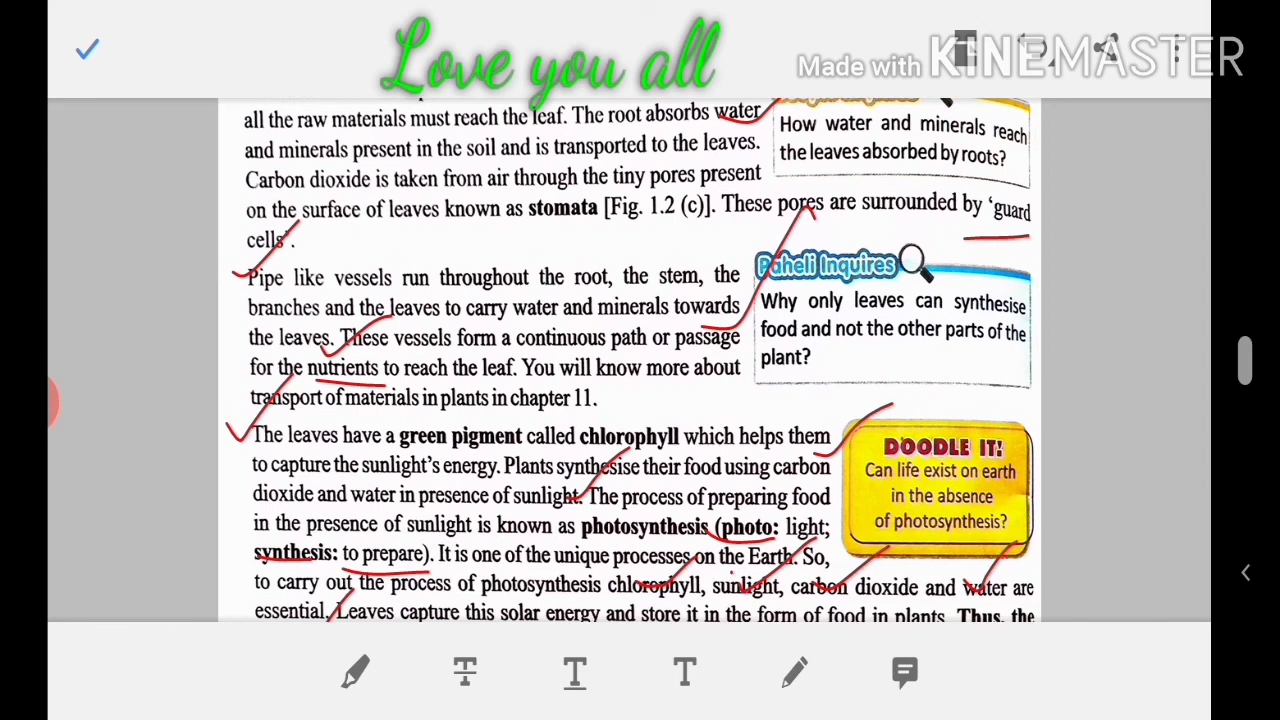 Love you all
Made with KINEMASTER
all the raw materials must reach the leaf. The root absorbs water
and minerals present in the soil and is transported to the leaves.
Carbon dioxide is taken from air through the tiny pores present
on the surface of leaves known as stomata [Fig. 1.2 (c)]. These pores are surrounded by ‘guard
cells’.
How water and minerals reach
the leaves absorbed by roots?
Pipe like vessels run throughout the root, the stem, the
branches and the leaves to carry water and minerals towards
the leaves. These vessels form a continuous path or passage
for the nutrients to reach the leaf. You will know more about
transport of materials in plants in chapter 11.
Paheli Inquires
Why only leaves can synthesise
food and not the other parts of the
plant?
The leaves have a green pigment called chlorophyll which helps them
to capture the sunlight’s energy. Plants synthesise their food using carbon
dioxide and water in presence of sunlight. The process of preparing food
in the presence of sunlight is known as photosynthesis (photo: light;
synthesis: to prepare). It is one of the unique processes on the Earth. So,
to carry out the process of photosynthesis chlorophyll, sunlight, carbon dioxide and water are
essential. Leaves capture this solar energy and store it in the form of food in plants. Thus, the
DOODLE IT!
Can life exist on earth
in the absence
of photosynthesis?
T
T
T